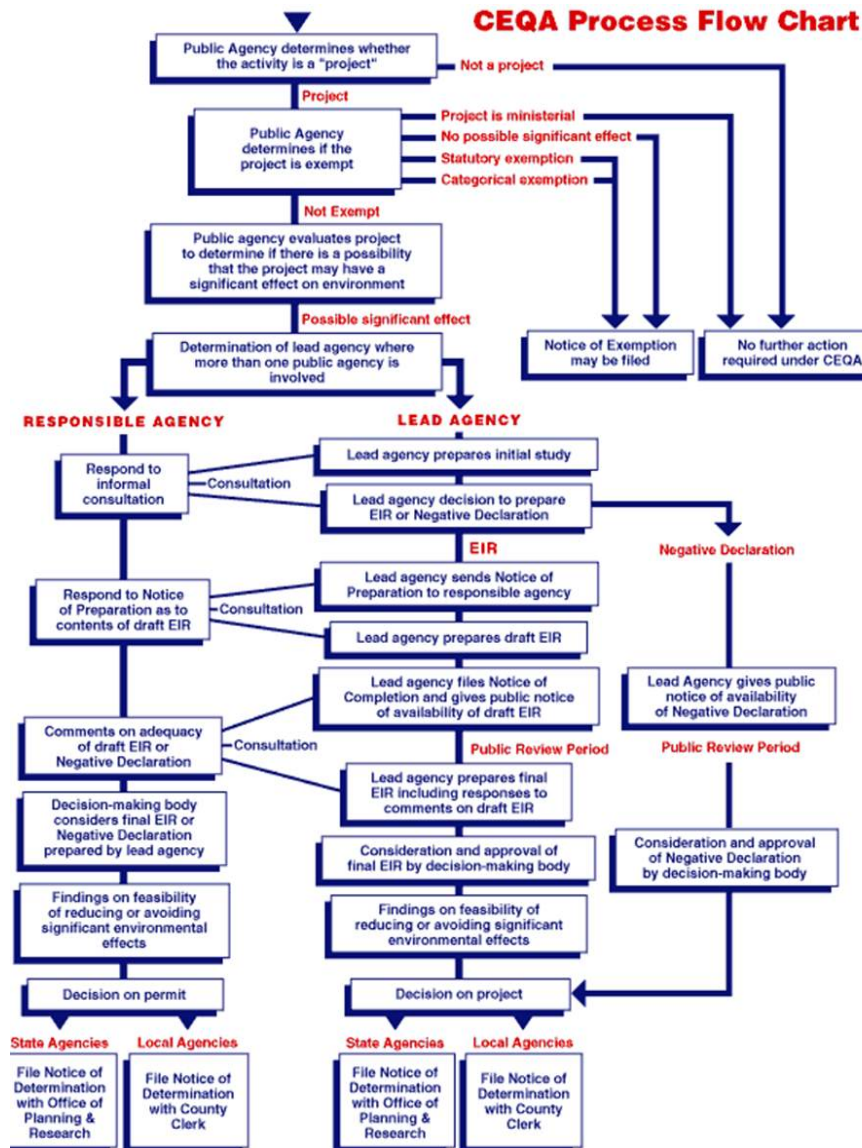 CEQA Process Flow Chart
Public Agency determines whether
the activity is a "project"
Not a project
Project
Public Agency
determines if the
project is exempt
Project is ministerial
No possible significant effect
Statutory exemption
Categorical exemption
Not Exempt
Public agency evaluates project
to determine if there is a possibility
that the project may have a
significant effect on environment
Possible significant effect
Notice of Exemption
may be filed
No further action
required under CEQA
Determination of lead agency where
more than one public agency is
involved
RESPONSIBLE AGENCY
LEAD AGENCY
Respond to
informal
consultation
Consultation
Lead agency prepares initial study
Lead agency decision to prepare
EIR or Negative Declaration
EIR
Negative Declaration
Respond to Notice
of Preparation as to
contents of draft EIR
Consultation
Lead agency sends Notice of
Preparation to responsible agency
Lead agency prepares draft EIR
Lead agency files Notice of
Completion and gives public notice
of availability of draft EIR
Lead Agency gives public
notice of availability
of Negative Declaration
Comments on adequacy
of draft EIR or
Negative Declaration
Consultation
Public Review Period
Public Review Period
Lead agency prepares final
EIR including responses to
comments on draft EIR
Decision-making body
considers final EIR or
Negative Declaration
prepared by lead agency
Consideration and approval of
final EIR by decision-making body
Consideration and approval
of Negative Declaration
by decision-making body
Findings on feasibility
of reducing or avoiding
significant environmental
effects
Findings on feasibility of
reducing or avoiding significant
environmental effects
Decision on permit
Decision on project
State Agencies
Local Agencies
State Agencies
Local Agencies
File Notice of
Determination
with Office of
Planning &
Research
File Notice of
Determination
with County
Clerk
File Notice of
Determination
with Office of
Planning &
Research
File Notice of
Determination
with County
Clerk